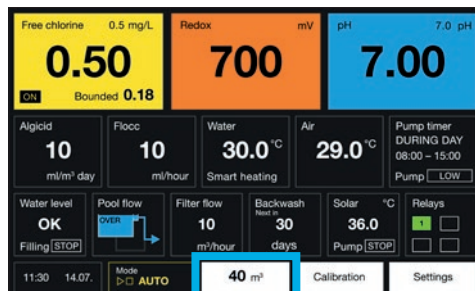 Free chlorine 0.5 mg/L
0.50
ON Bounded 0.18
Redox mV
700
pH 7.0 pH
7.00
Algicid
10
ml/m³ day
Flocc
10
ml/hour
Water
30.0 °C
Smart heating
Air
29.0 °C
Pump timer
DURING DAY
08:00 – 15:00
Pump LOW
Water level
OK
Filling STOP
Pool flow
OVER
Filter flow
10
m³/hour
Backwash
Next in
30
days
Solar °C
36.0
Pump STOP
Relays
1
11:30 14.07.
Mode
AUTO
40 m³
Calibration
Settings